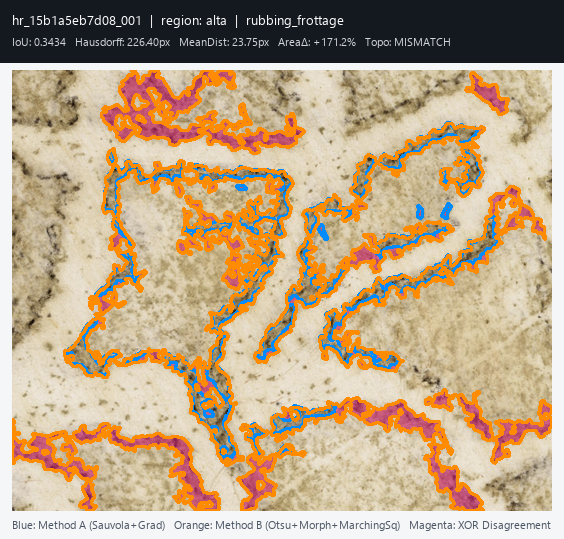 hr_15b1a5eb7d08_001 | region: alta | rubbing_frottage
IoU: 0.3434 Hausdorff: 226.40px MeanDist: 23.75px AreaΔ: +171.2% Topo: MISMATCH
Blue: Method A (Sauvola+Grad) Orange: Method B (Otsu+Morph+MarchingSq) Magenta: XOR Disagreement